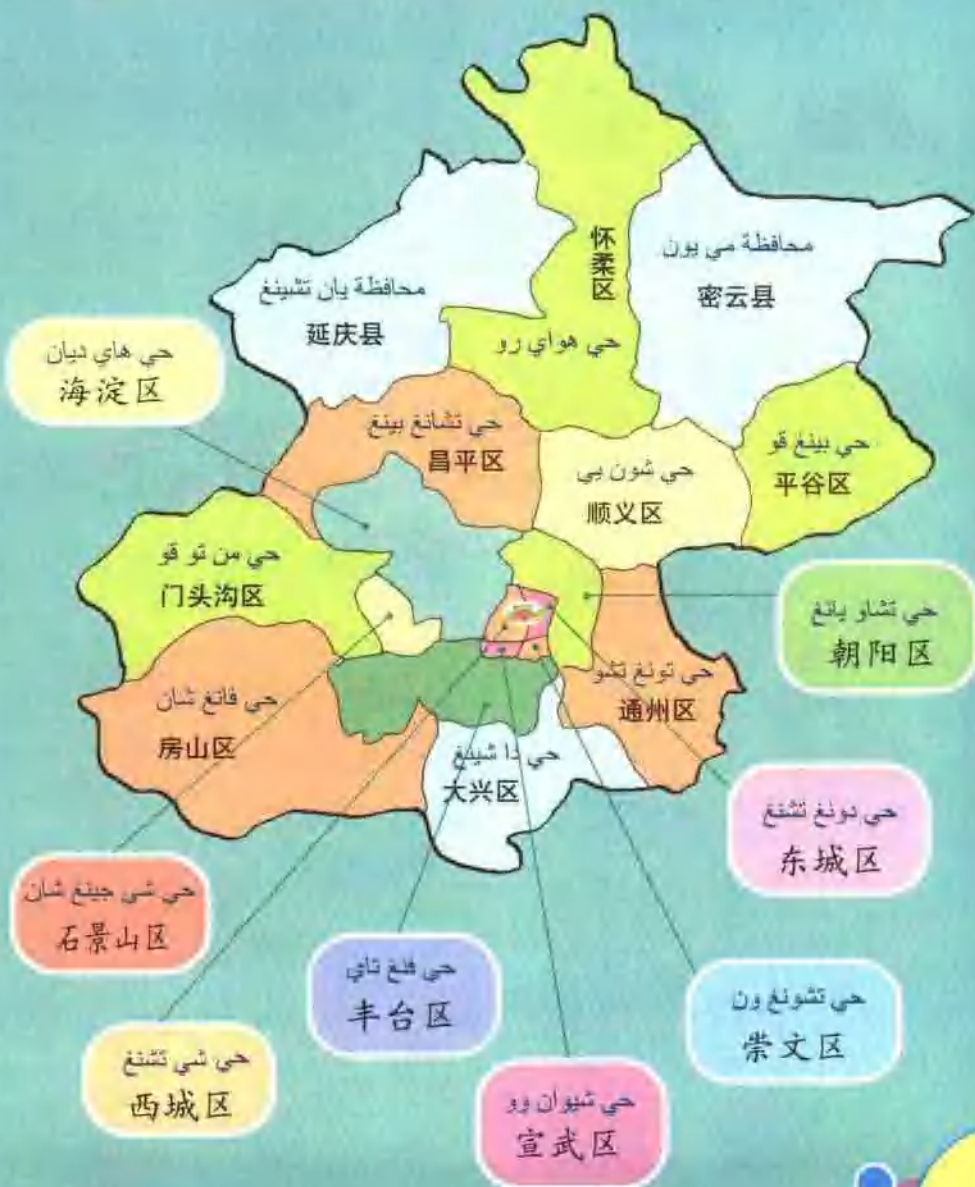 怀柔区
حي هواي رو
محافظة مي يون
密云县
محافظة يان تشينغ
延庆县
حي هاي ديان
海淀区
حي تشانغ بينغ
昌平区
حي شون يي
顺义区
حي بينغ قو
平谷区
حي من تو قو
门头沟区
حي تشاو يانغ
朝阳区
حي تونغ تشو
通州区
حي فانغ شان
房山区
حي دا شينغ
大兴区
حي دونغ تشنغ
东城区
حي شي جينغ شان
石景山区
حي فنغ تاي
丰台区
حي تشونغ ون
崇文区
حي شي تشنغ
西城区
حي شيوان وو
宣武区